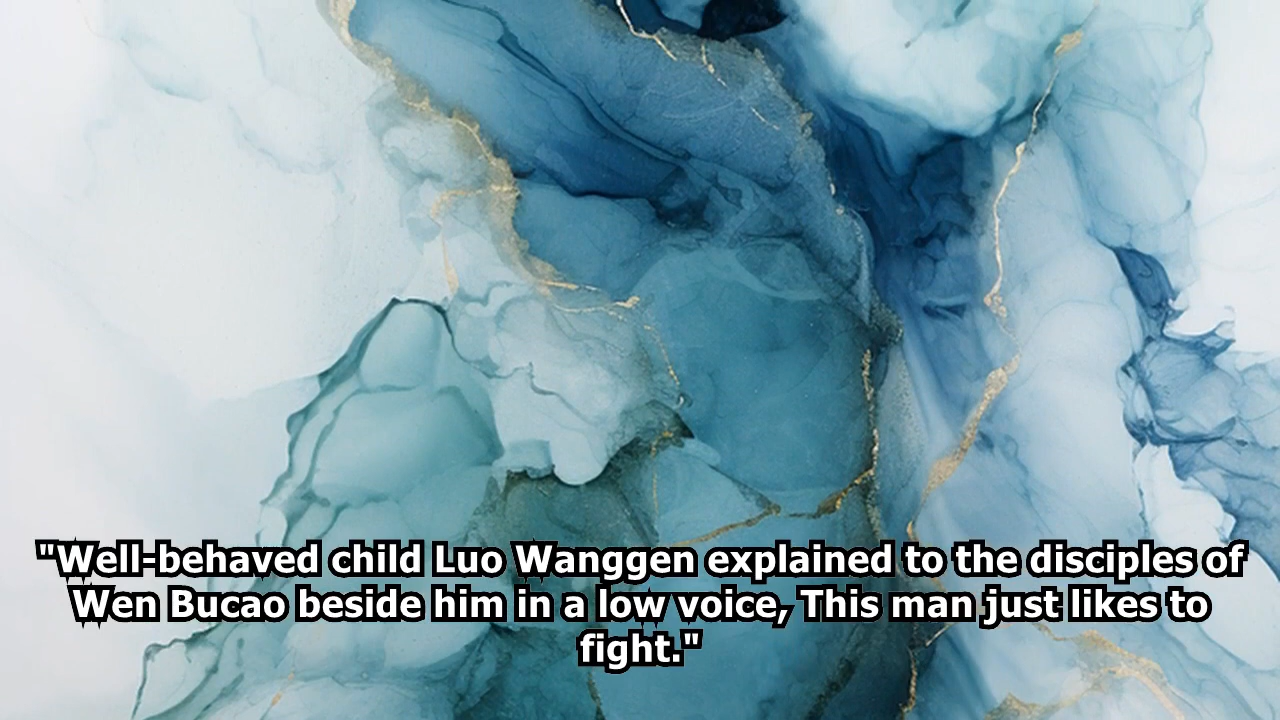 "Well-behaved child Luo Wanggen explained to the disciples of
Wen Bucao beside him in a low voice, This man just likes to
fight."